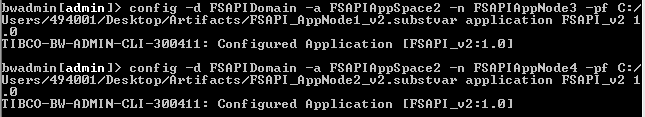 bwadmin[admin]> config -d FSAPIDomain -a FSAPIAppSpace2 -n FSAPIAppNode3 -pf C:/
Users/494001/Desktop/Artifacts/FSAPI_AppNode1_v2.substvar application FSAPI_v2 1
.0
TIBCO-BW-ADMIN-CLI-300411: Configured Application [FSAPI_v2:1.0]
bwadmin[admin]> config -d FSAPIDomain -a FSAPIAppSpace2 -n FSAPIAppNode4 -pf C:/
Users/494001/Desktop/Artifacts/FSAPI_AppNode2_v2.substvar application FSAPI_v2 1
.0
TIBCO-BW-ADMIN-CLI-300411: Configured Application [FSAPI_v2:1.0]